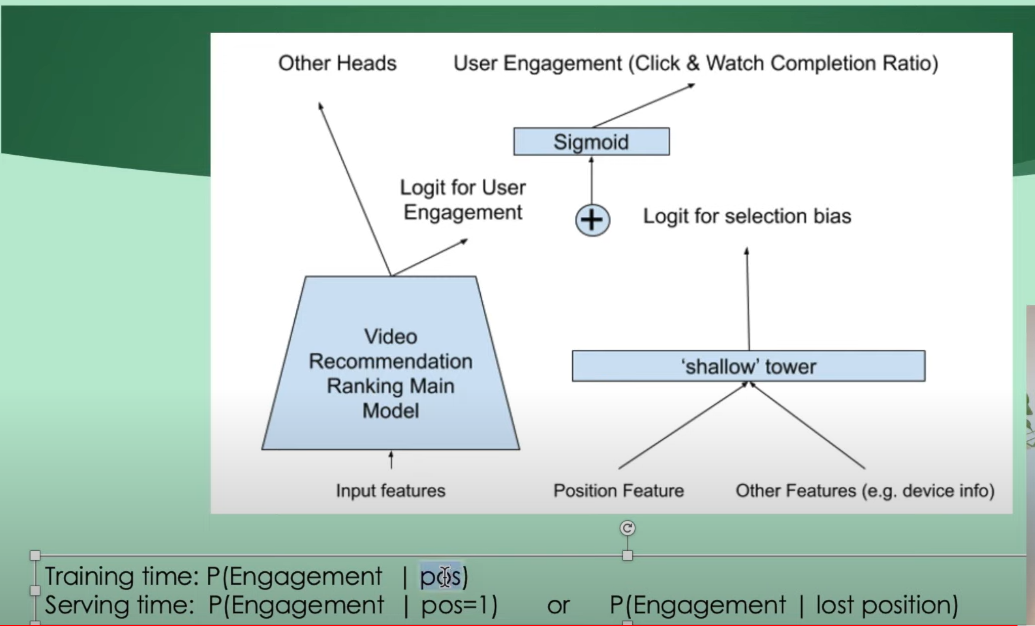 Other Heads
User Engagement (Click & Watch Completion Ratio)
Sigmoid
Logit for User
Engagement
+
Logit for selection bias
Video
Recommendation
Ranking Main
Model
'shallow' tower
Input features
Position Feature
Other Features (e.g. device info)
Training time: P(Engagement | pos)
Serving time: P(Engagement | pos=1) or P(Engagement | lost position)